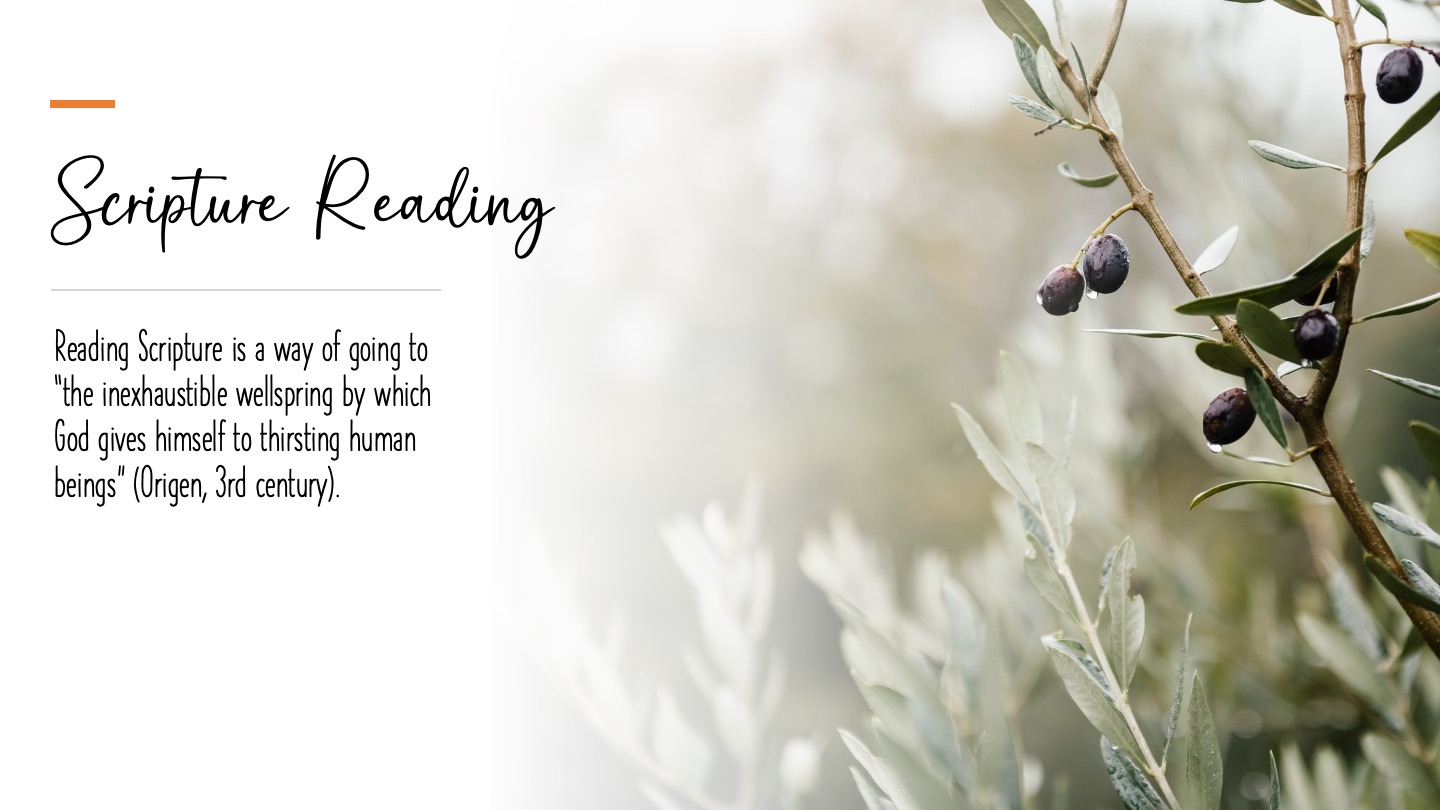 Scripture Reading
Reading Scripture is a way of going to
"the inexhaustible wellspring by which
God gives himself to thirsting human
beings" (Origen, 3rd century).